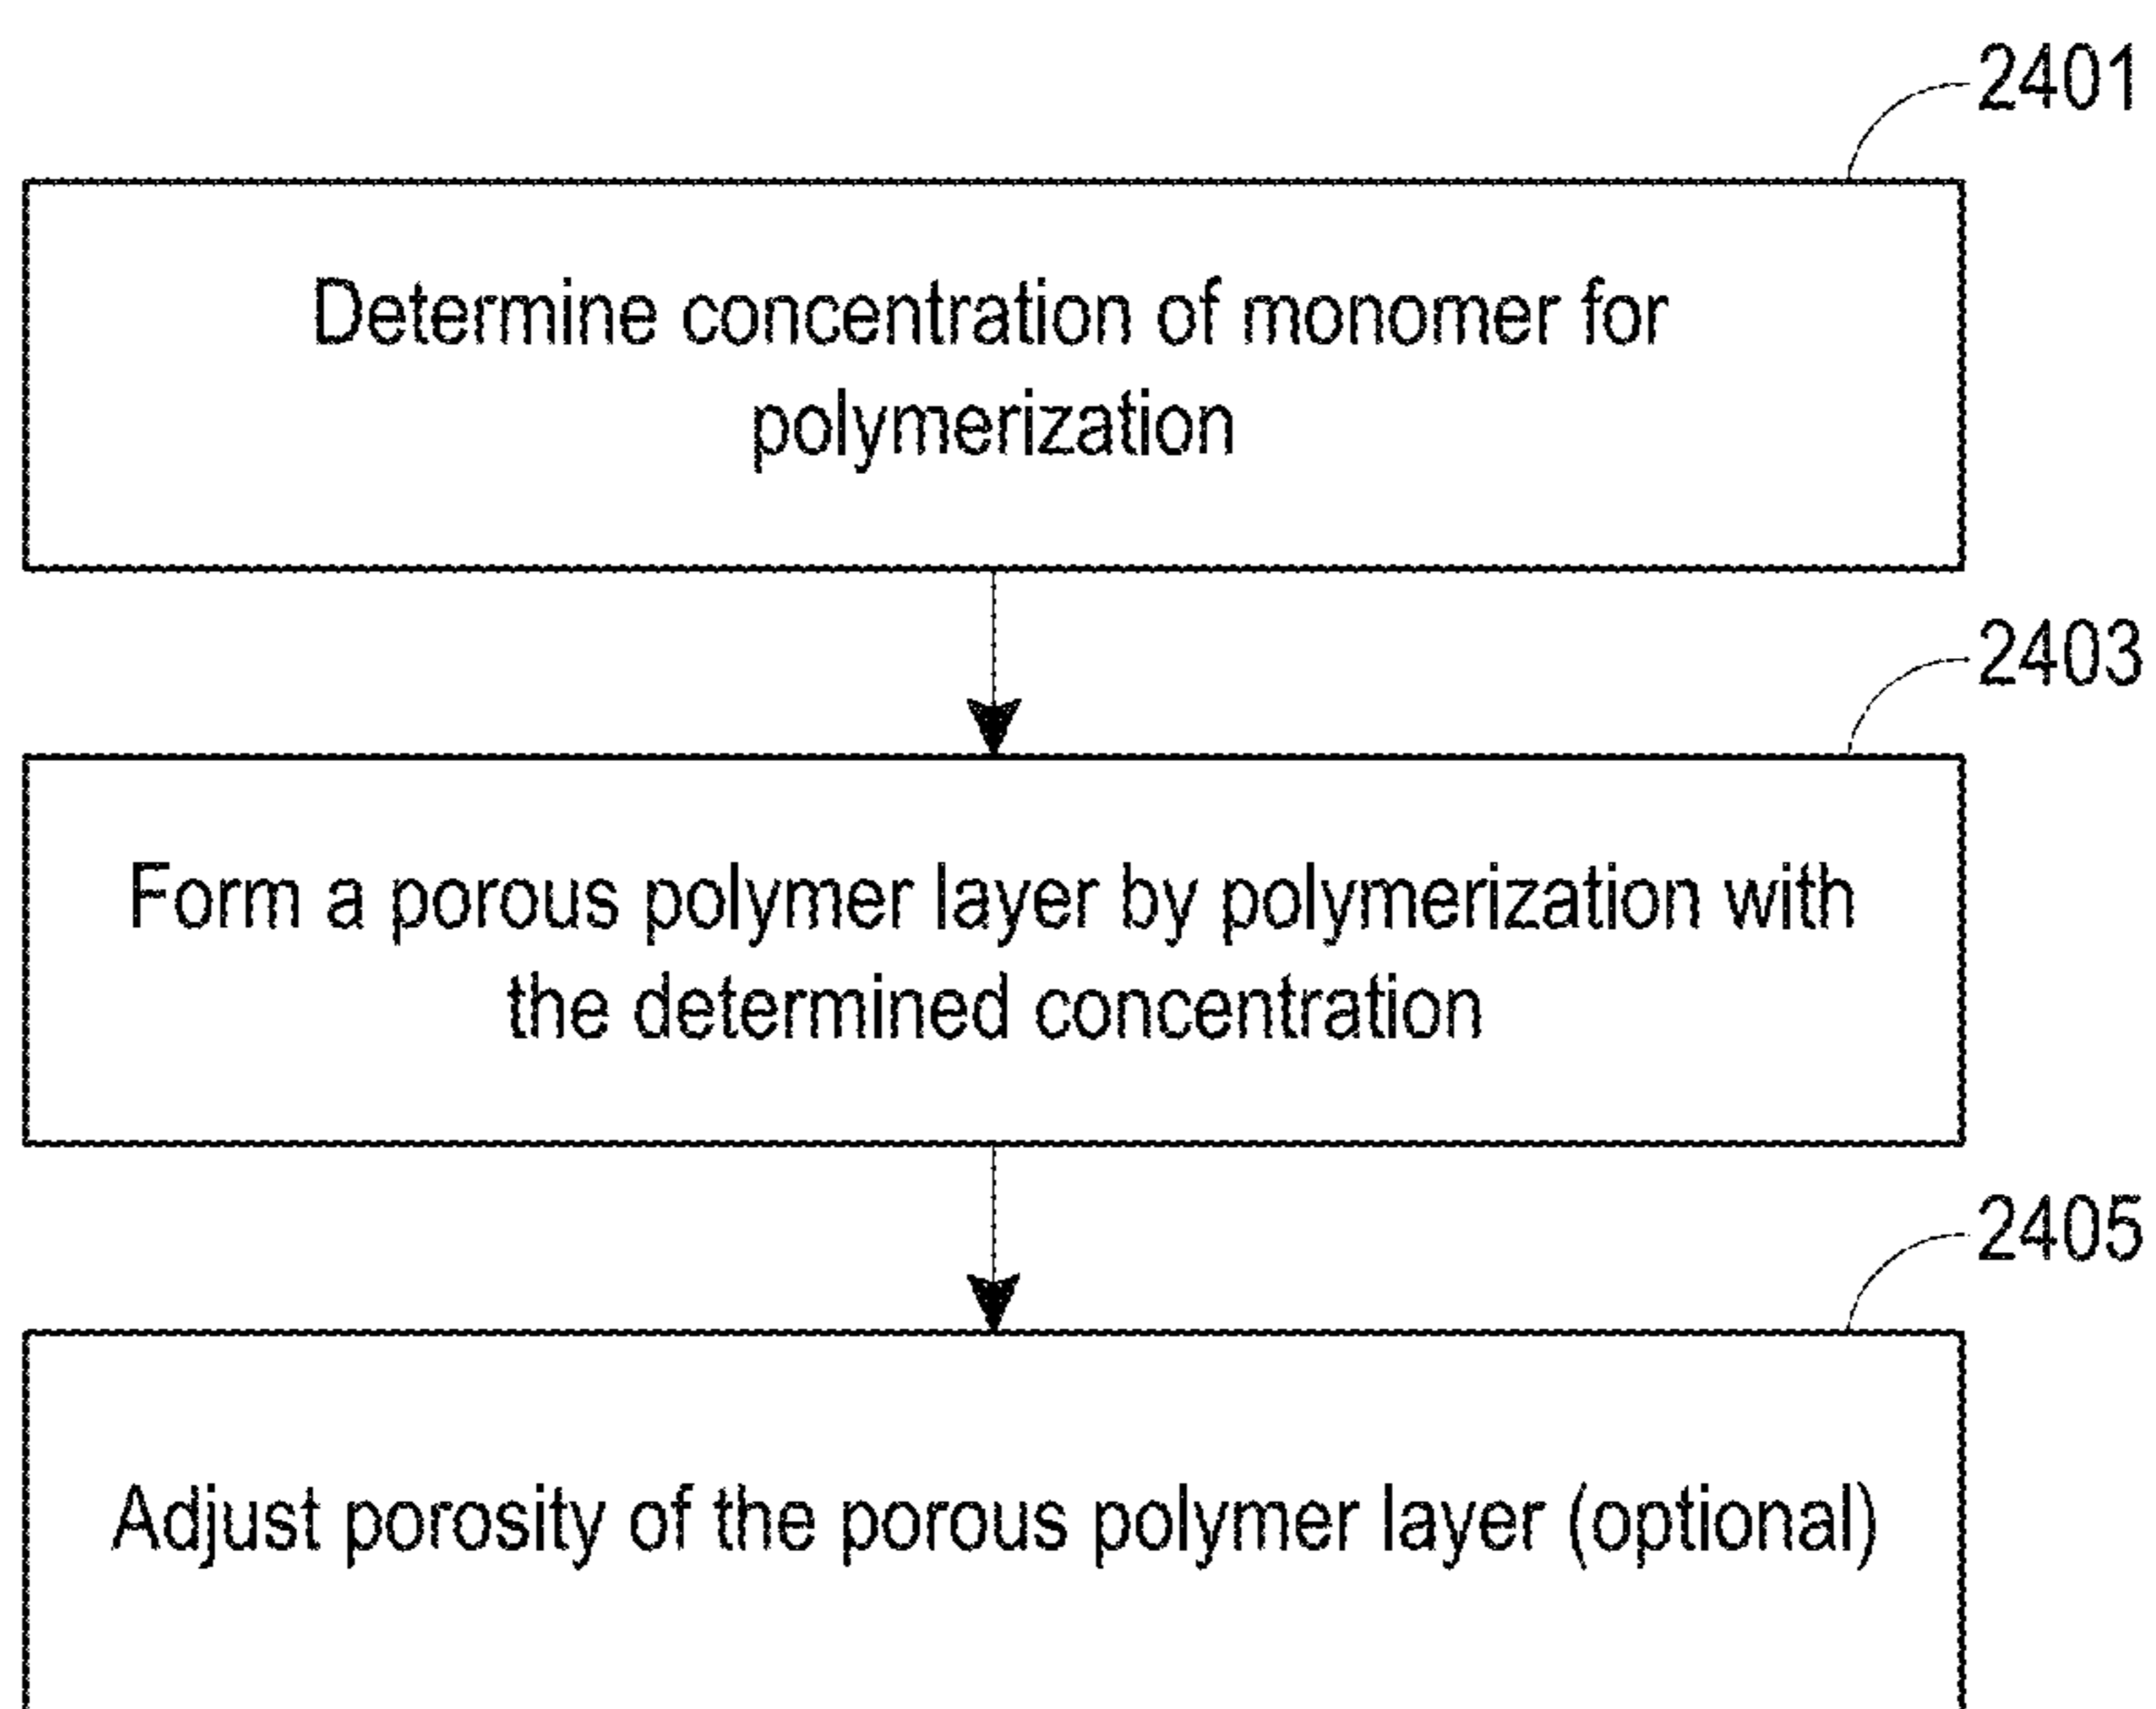 2401
Determine concentration of monomer for
polymerization
2403
Form a porous polymer layer by polymerization with
the determined concentration
2405
Adjust porosity of the porous polymer layer (optional)